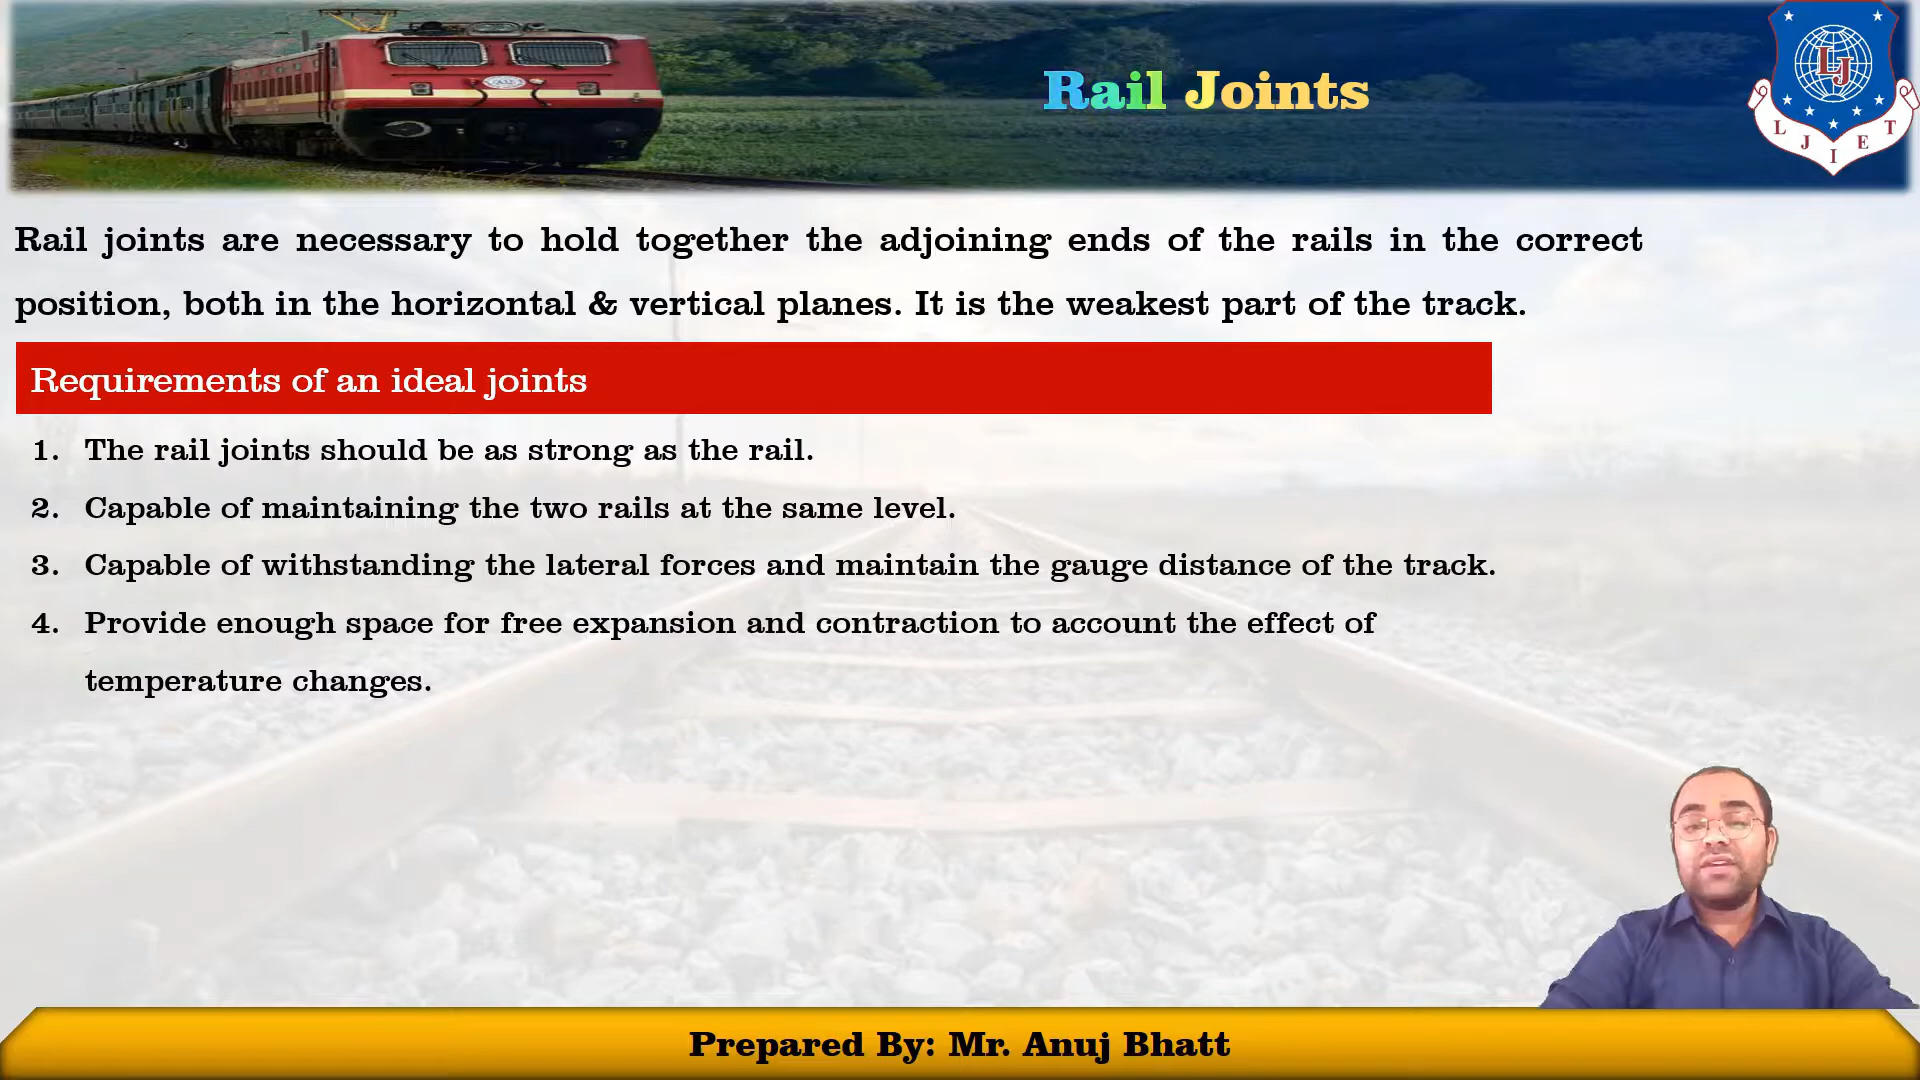 Rail Joints
LJ
L J I E T
Rail joints are necessary to hold together the adjoining ends of the rails in the correct
position, both in the horizontal & vertical planes. It is the weakest part of the track.
Requirements of an ideal joints
1. The rail joints should be as strong as the rail.
2. Capable of maintaining the two rails at the same level.
3. Capable of withstanding the lateral forces and maintain the gauge distance of the track.
4. Provide enough space for free expansion and contraction to account the effect of
temperature changes.
Prepared By: Mr. Anuj Bhatt